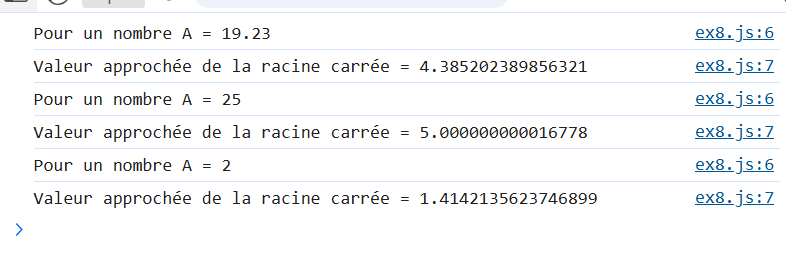 Pour un nombre A = 19.23 ex8.js:6
Valeur approchée de la racine carrée = 4.385202389856321 ex8.js:7
Pour un nombre A = 25 ex8.js:6
Valeur approchée de la racine carrée = 5.000000000016778 ex8.js:7
Pour un nombre A = 2 ex8.js:6
Valeur approchée de la racine carrée = 1.4142135623746899 ex8.js:7